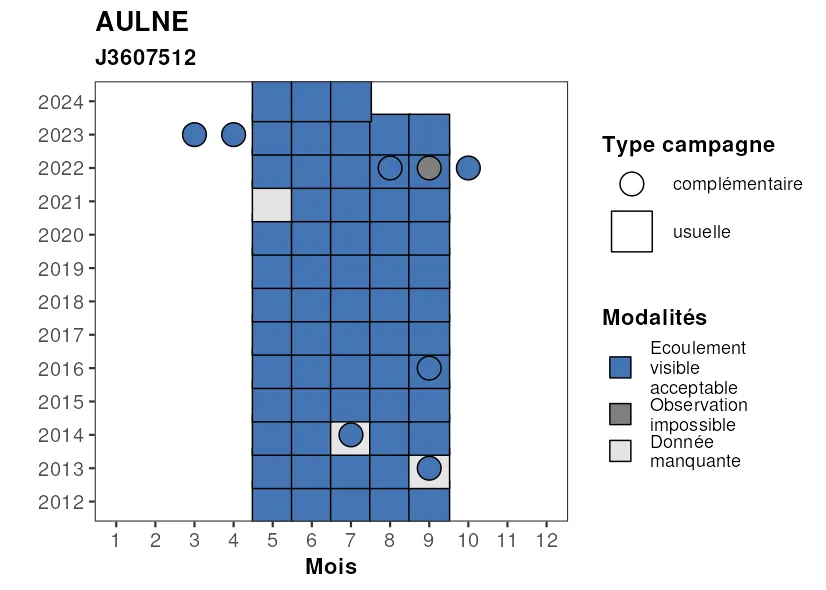 AULNE
J3607512
2024
2023
2022
2021
2020
2019
2018
2017
2016
2015
2014
2013
2012
1 2 3 4 5 6 7 8 9 10 11 12
Mois
Type campagne
complémentaire
usuelle
Modalités
Ecoulement
visible
acceptable
Observation
impossible
Donnée
manquante